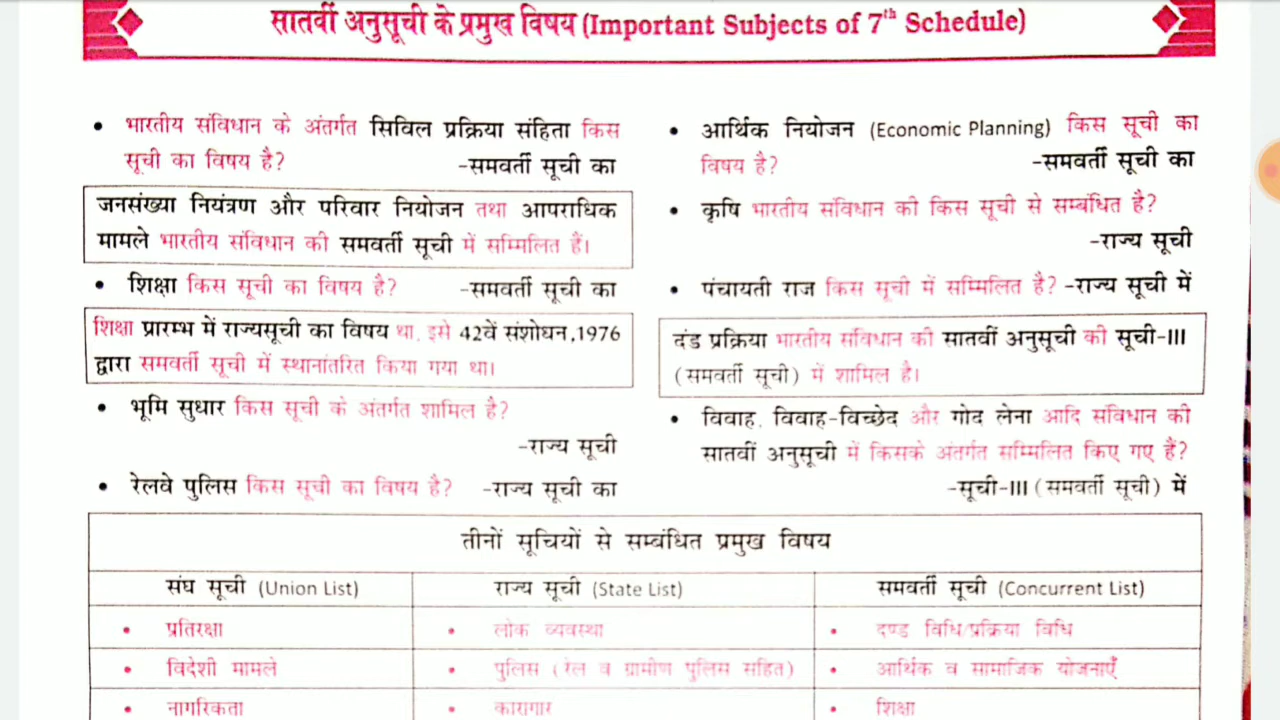 सातवीं अनुसूची के प्रमुख विषय (Important Subjects of 7th Schedule)
• भारतीय संविधान के अंतर्गत सिविल प्रक्रिया संहिता किस
सूची का विषय है? -समवर्ती सूची का
जनसंख्या नियंत्रण और परिवार नियोजन तथा आपराधिक
मामले भारतीय संविधान की समवर्ती सूची में सम्मिलित हैं।
• शिक्षा किस सूची का विषय है? -समवर्ती सूची का
शिक्षा प्रारम्भ में राज्यसूची का विषय था, इसे 42वें संशोधन,1976
द्वारा समवर्ती सूची में स्थानांतरित किया गया था।
• भूमि सुधार किस सूची के अंतर्गत शामिल है?
-राज्य सूची
• रेलवे पुलिस किस सूची का विषय है? -राज्य सूची का
• आर्थिक नियोजन (Economic Planning) किस सूची का
विषय है? -समवर्ती सूची का
• कृषि भारतीय संविधान की किस सूची से सम्बंधित है?
-राज्य सूची
• पंचायती राज किस सूची में सम्मिलित है? -राज्य सूची में
दंड प्रक्रिया भारतीय संविधान की सातवीं अनुसूची की सूची-III
(समवर्ती सूची) में शामिल है।
• विवाह, विवाह-विच्छेद और गोद लेना आदि संविधान की
सातवीं अनुसूची में किसके अंतर्गत सम्मिलित किए गए हैं?
-सूची-III (समवर्ती सूची) में
तीनों सूचियों से सम्बंधित प्रमुख विषय
संघ सूची (Union List) राज्य सूची (State List) समवर्ती सूची (Concurrent List)
• प्रतिरक्षा • लोक व्यवस्था • दण्ड विधि/प्रक्रिया विधि
• विदेशी मामले • पुलिस (रेल व ग्रामीण पुलिस सहित) • आर्थिक व सामाजिक योजनाएँ
• नागरिकता • कारागार • शिक्षा